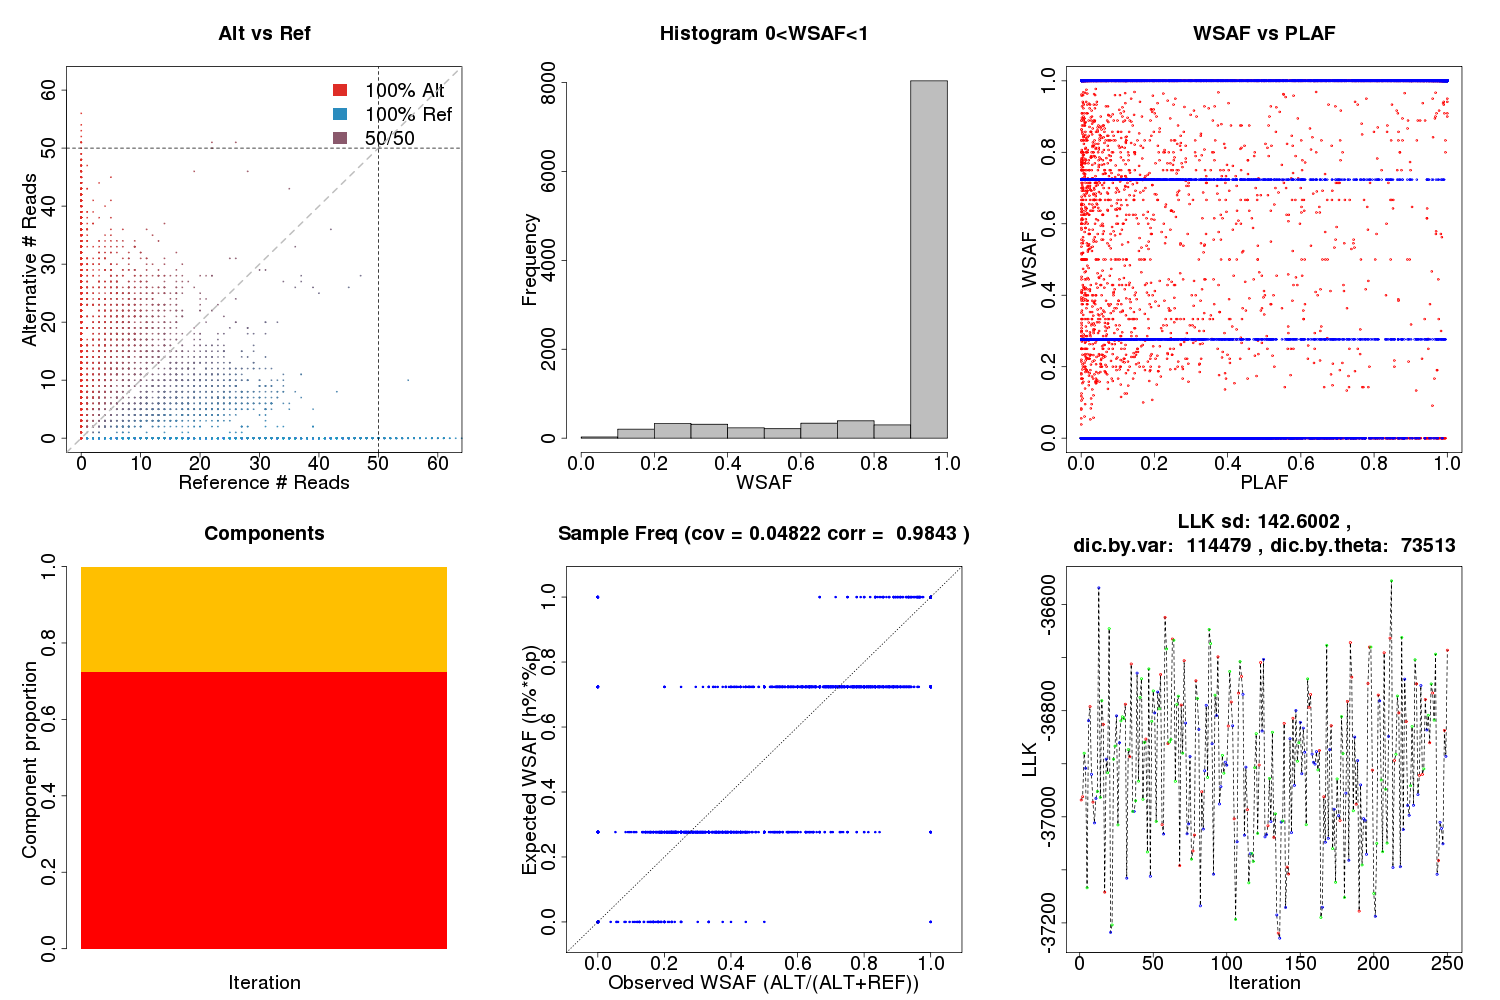 Alt vs Ref
100% Alt
100% Ref
50/50
Alternative # Reads
0 10 20 30 40 50 60
0 10 20 30 40 50 60
Reference # Reads
Histogram 0<WSAF<1
Frequency
0 2000 4000 6000 8000
0.0 0.2 0.4 0.6 0.8 1.0
WSAF
WSAF vs PLAF
WSAF
0.0 0.2 0.4 0.6 0.8 1.0
0.0 0.2 0.4 0.6 0.8 1.0
PLAF
Components
Component proportion
0.0 0.2 0.4 0.6 0.8 1.0
Iteration
Sample Freq (cov = 0.04822 corr = 0.9843 )
Expected WSAF (h%*%p)
0.0 0.2 0.4 0.6 0.8 1.0
0.0 0.2 0.4 0.6 0.8 1.0
Observed WSAF (ALT/(ALT+REF))
LLK sd: 142.6002 ,
dic.by.var: 114479 , dic.by.theta: 73513
LLK
-37200 -37000 -36800 -36600
0 50 100 150 200 250
Iteration